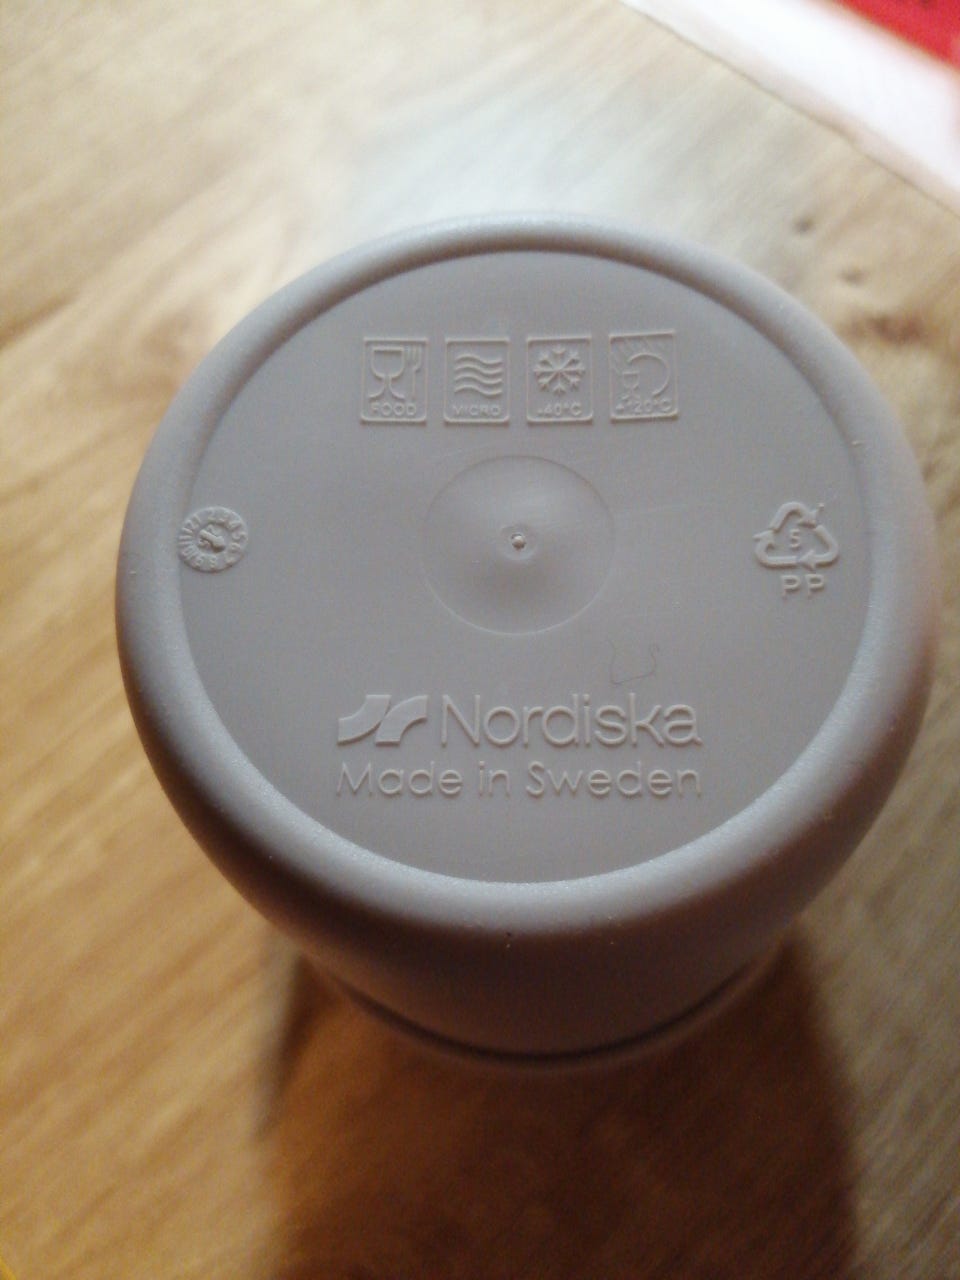 FOOD MICRO -40°C +120°C
5
PP
Nordiska
Made in Sweden